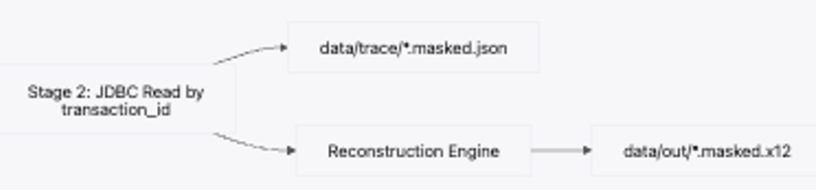 data/trace/*.masked.json
Stage 2: JDBC Read by
transaction_id
Reconstruction Engine
data/out/*.masked.x12